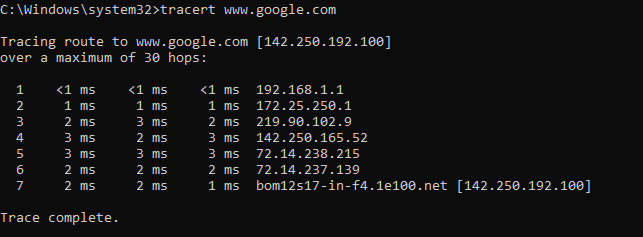 C:\Windows\system32>tracert www.google.com
Tracing route to www.google.com [142.250.192.100]
over a maximum of 30 hops:
1 <1 ms <1 ms <1 ms 192.168.1.1
2 1 ms 1 ms 1 ms 172.25.250.1
3 2 ms 3 ms 2 ms 219.90.102.9
4 3 ms 2 ms 3 ms 142.250.165.52
5 3 ms 3 ms 2 ms 72.14.238.215
6 2 ms 2 ms 2 ms 72.14.237.139
7 2 ms 2 ms 1 ms bom12s17-in-f4.1e100.net [142.250.192.100]
Trace complete.